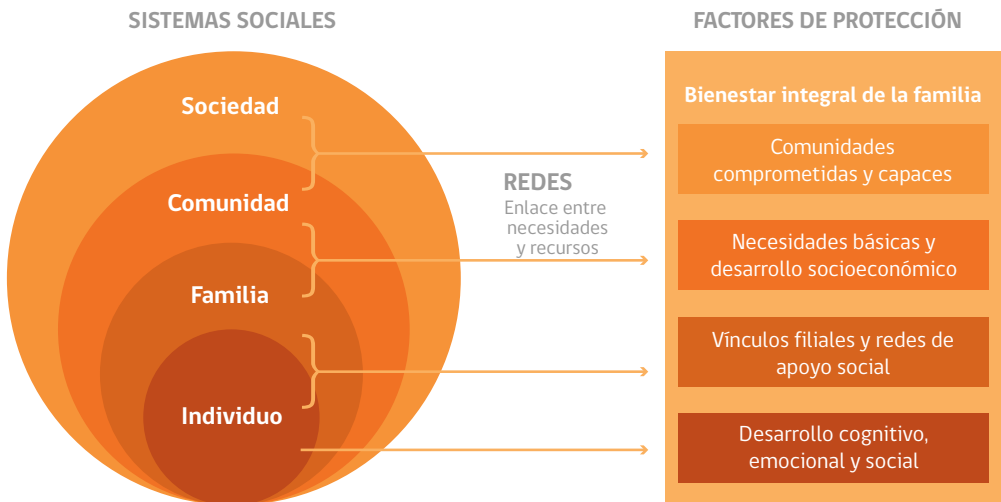 SISTEMAS SOCIALES
Sociedad
Comunidad
Familia
Individuo
REDES
Enlace entre
necesidades
y recursos
FACTORES DE PROTECCIÓN
Bienestar integral de la familia
Comunidades
comprometidas y capaces
Necesidades básicas y
desarrollo socioeconómico
Vínculos filiales y redes de
apoyo social
Desarrollo cognitivo,
emocional y social